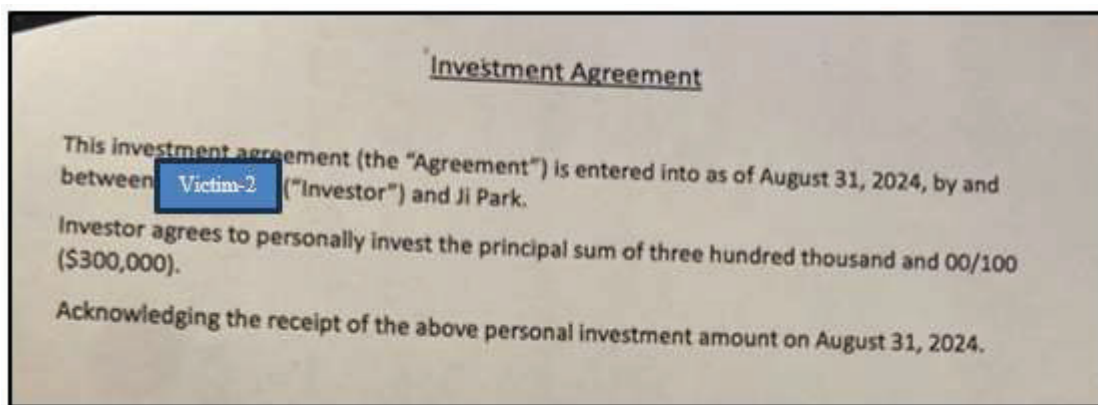 Investment Agreement
This investment agreement (the “Agreement”) is entered into as of August 31, 2024, by and
between Victim-2 (“Investor”) and Ji Park.
Investor agrees to personally invest the principal sum of three hundred thousand and 00/100
($300,000).
Acknowledging the receipt of the above personal investment amount on August 31, 2024.